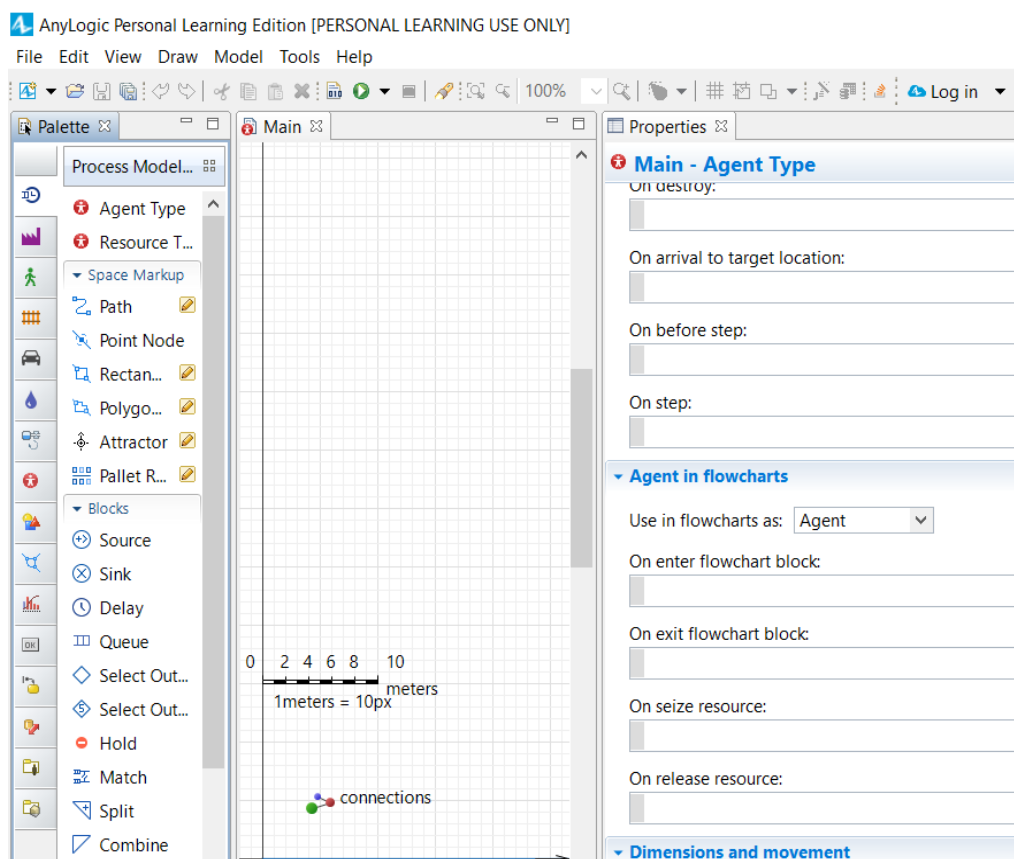 AnyLogic Personal Learning Edition [PERSONAL LEARNING USE ONLY]
File Edit View Draw Model Tools Help
100%
Log in
Palette
Main
Properties
Process Model...
Main - Agent Type
Agent Type
Resource T...
Space Markup
Path
Point Node
Rectan...
Polygo...
Attractor
Pallet R...
Blocks
Source
Sink
Delay
Queue
Select Out...
Select Out...
Hold
Match
Split
Combine
OK
0 2 4 6 8 10
meters
1meters = 10px
connections
On destroy:
On arrival to target location:
On before step:
On step:
Agent in flowcharts
Use in flowcharts as: Agent
On enter flowchart block:
On exit flowchart block:
On seize resource:
On release resource:
Dimensions and movement